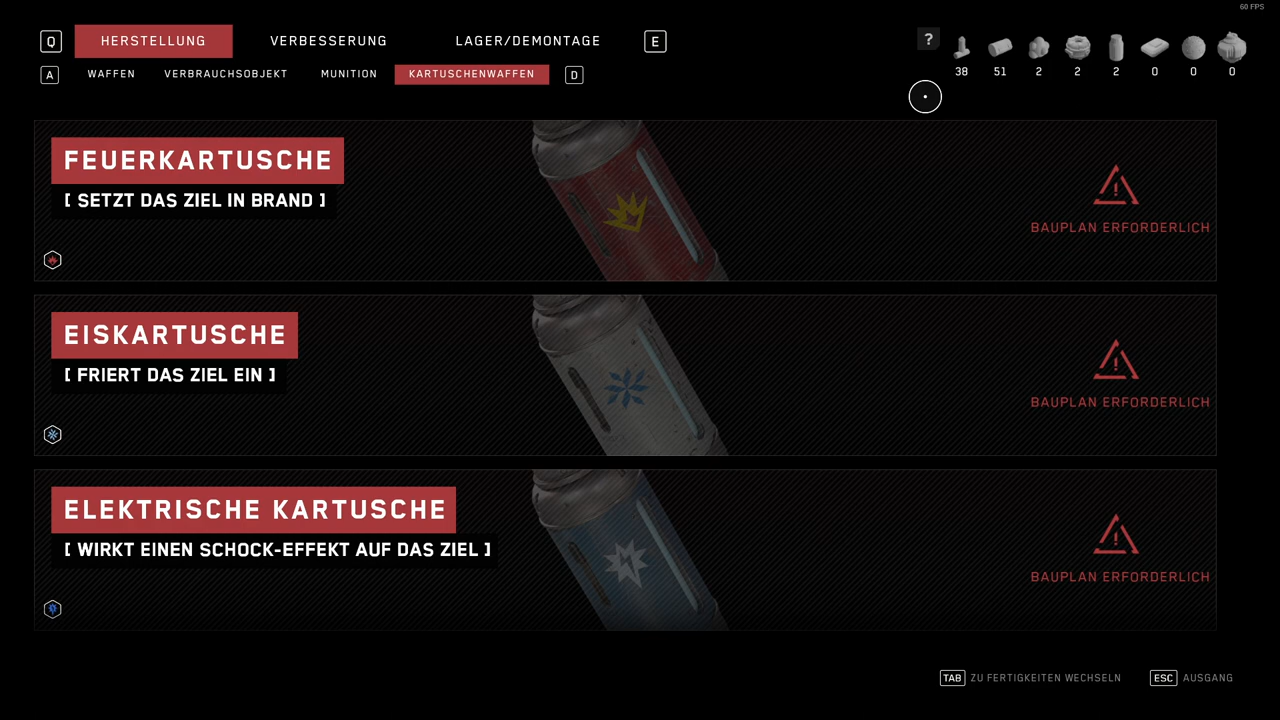 60 FPS
Q HERSTELLUNG VERBESSERUNG LAGER/DEMONTAGE E
?
38 51 2 2 2 0 0 0
A WAFFEN VERBRAUCHSOBJEKT MUNITION KARTUSCHENWAFFEN D
FEUERKARTUSCHE
[ SETZT DAS ZIEL IN BRAND ]
BAUPLAN ERFORDERLICH
EISKARTUSCHE
[ FRIERT DAS ZIEL EIN ]
BAUPLAN ERFORDERLICH
ELEKTRISCHE KARTUSCHE
[ WIRKT EINEN SCHOCK-EFFEKT AUF DAS ZIEL ]
BAUPLAN ERFORDERLICH
TAB ZU FERTIGKEITEN WECHSELN ESC AUSGANG